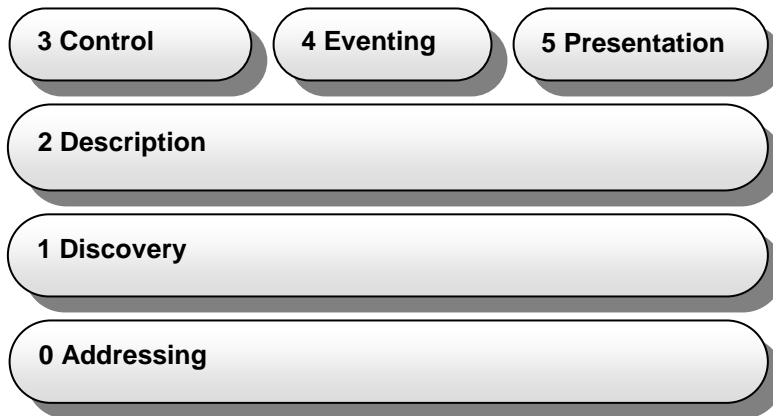 3 Control
4 Eventing
5 Presentation
2 Description
1 Discovery
0 Addressing